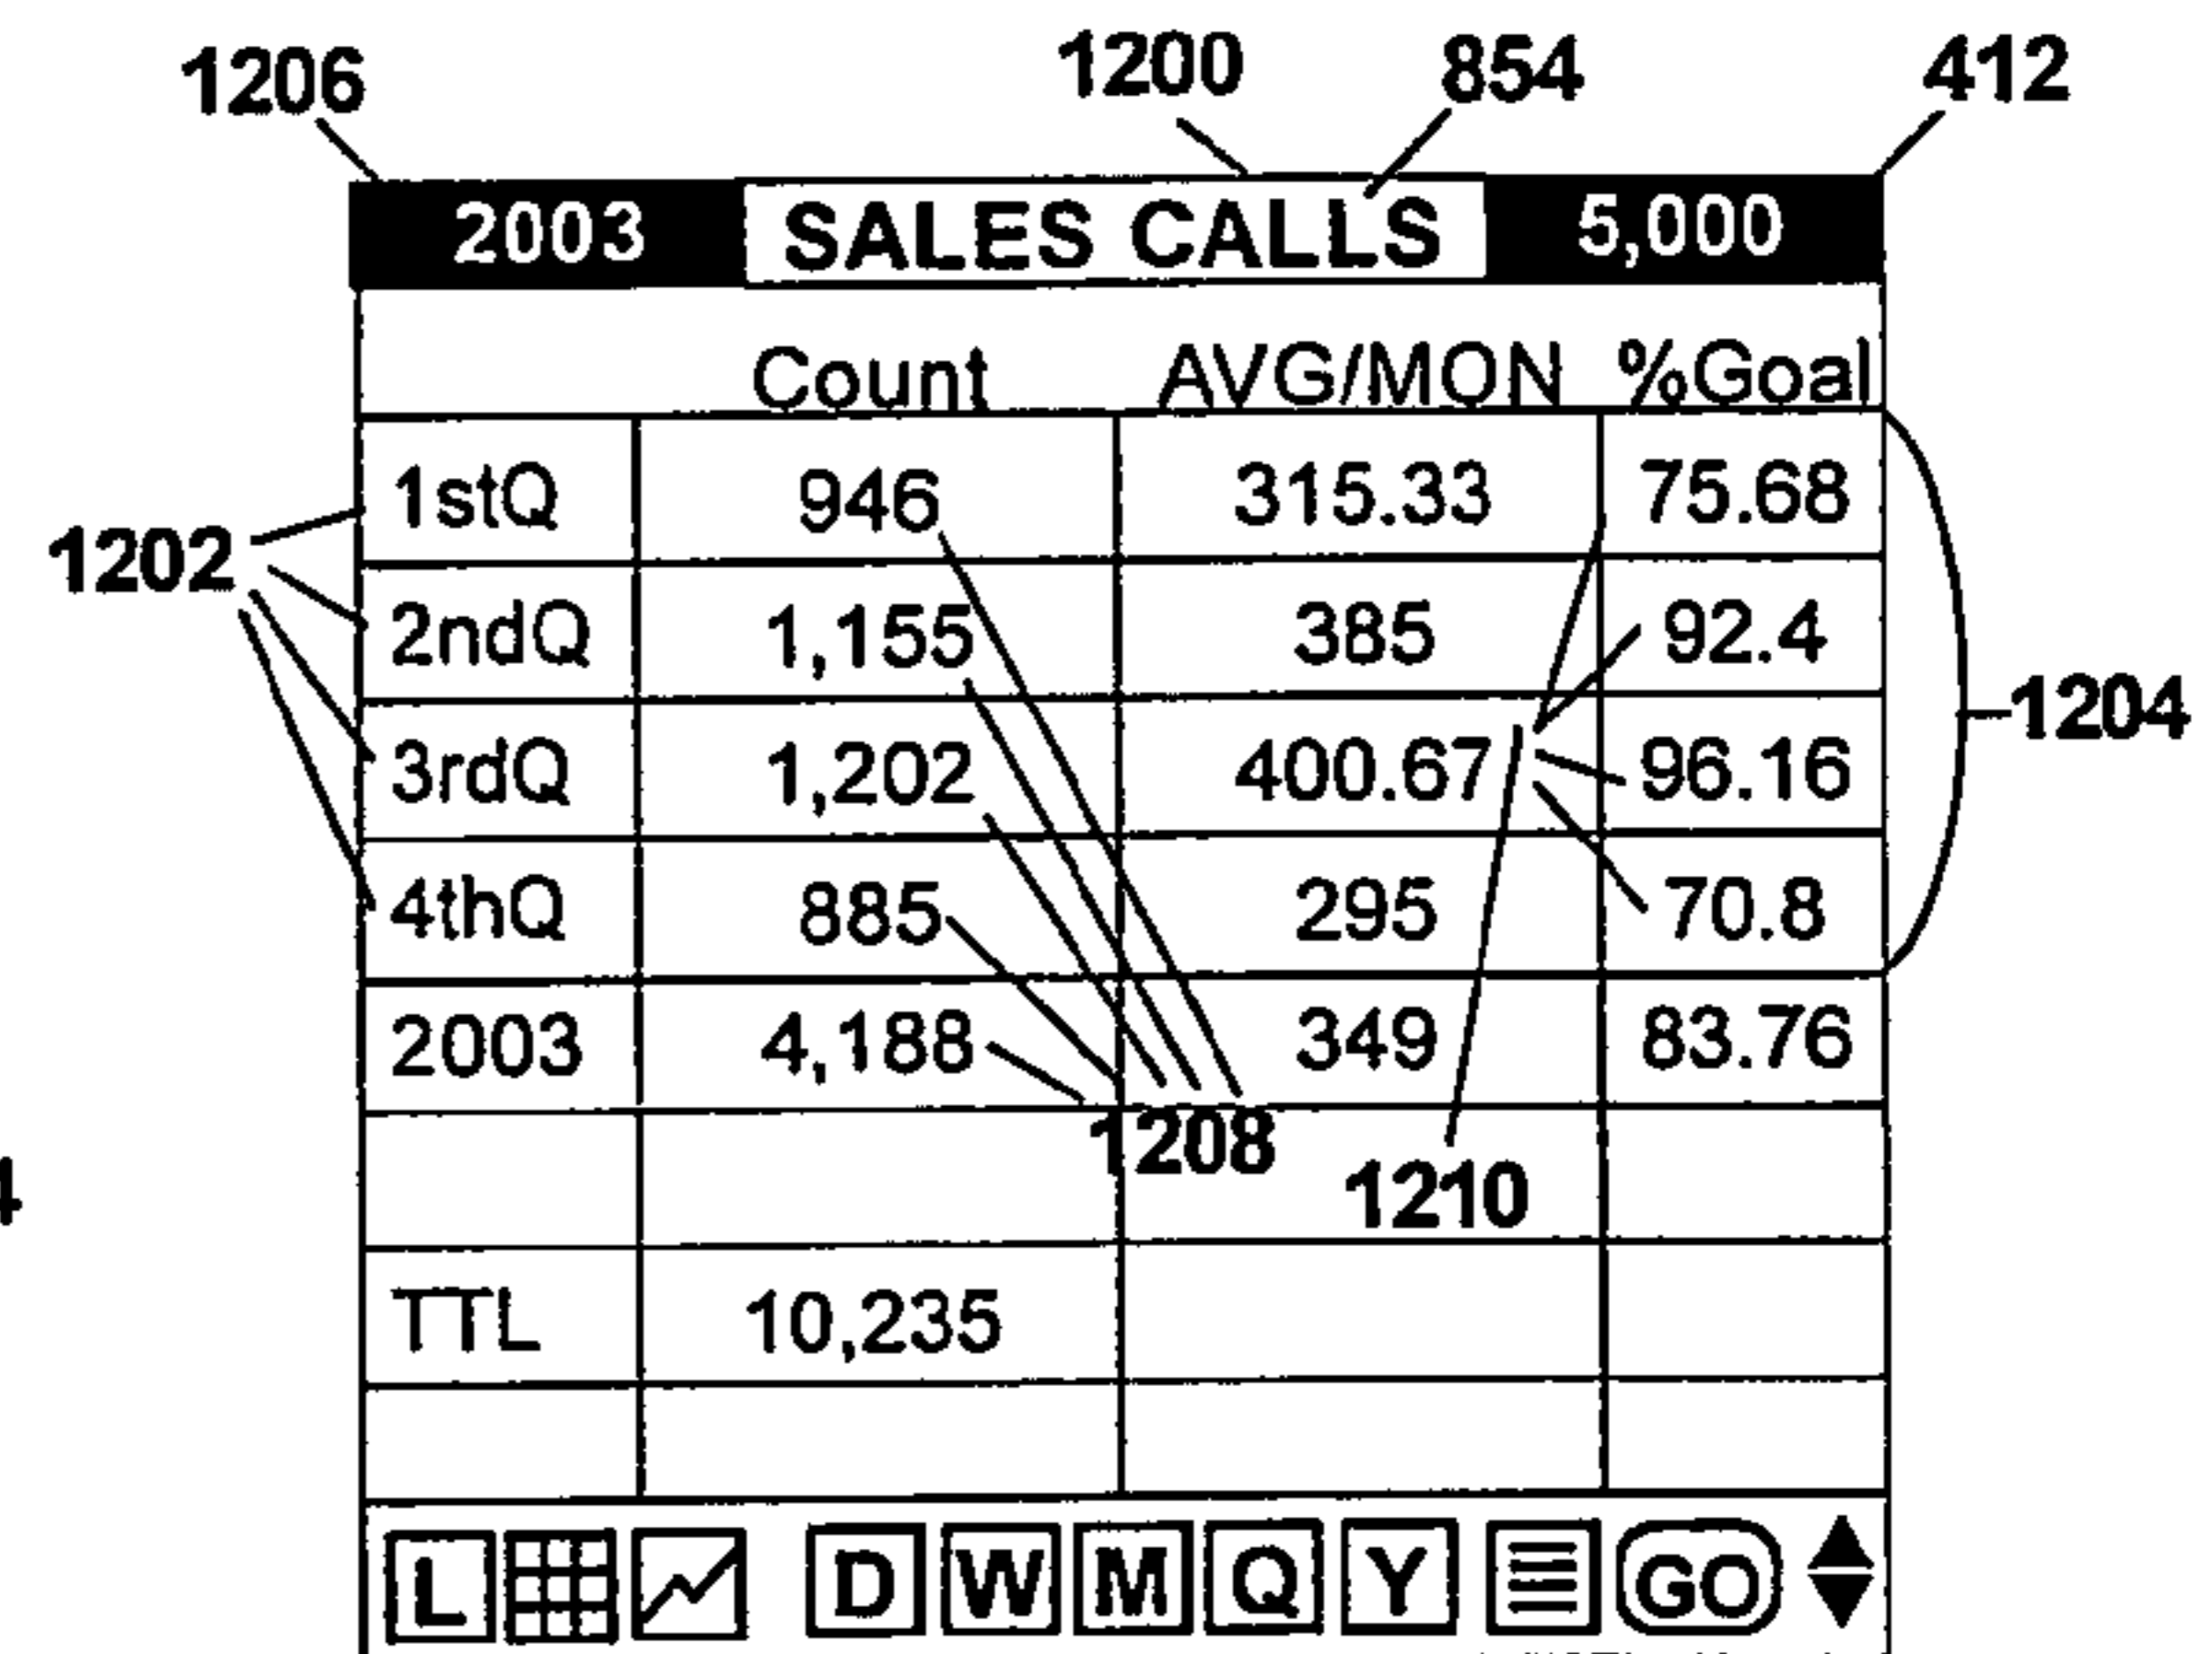 1206 1200 854 412
2003 SALES CALLS 5,000
Count AVG/MON %Goal
1stQ 946 315.33 75.68
1202
2ndQ 1,155 385 92.4
1204
3rdQ 1,202 400.67 96.16
4thQ 885 295 70.8
2003 4,188 349 83.76
1208
4 1210
TTL 10,235
L D W M Q Y GO